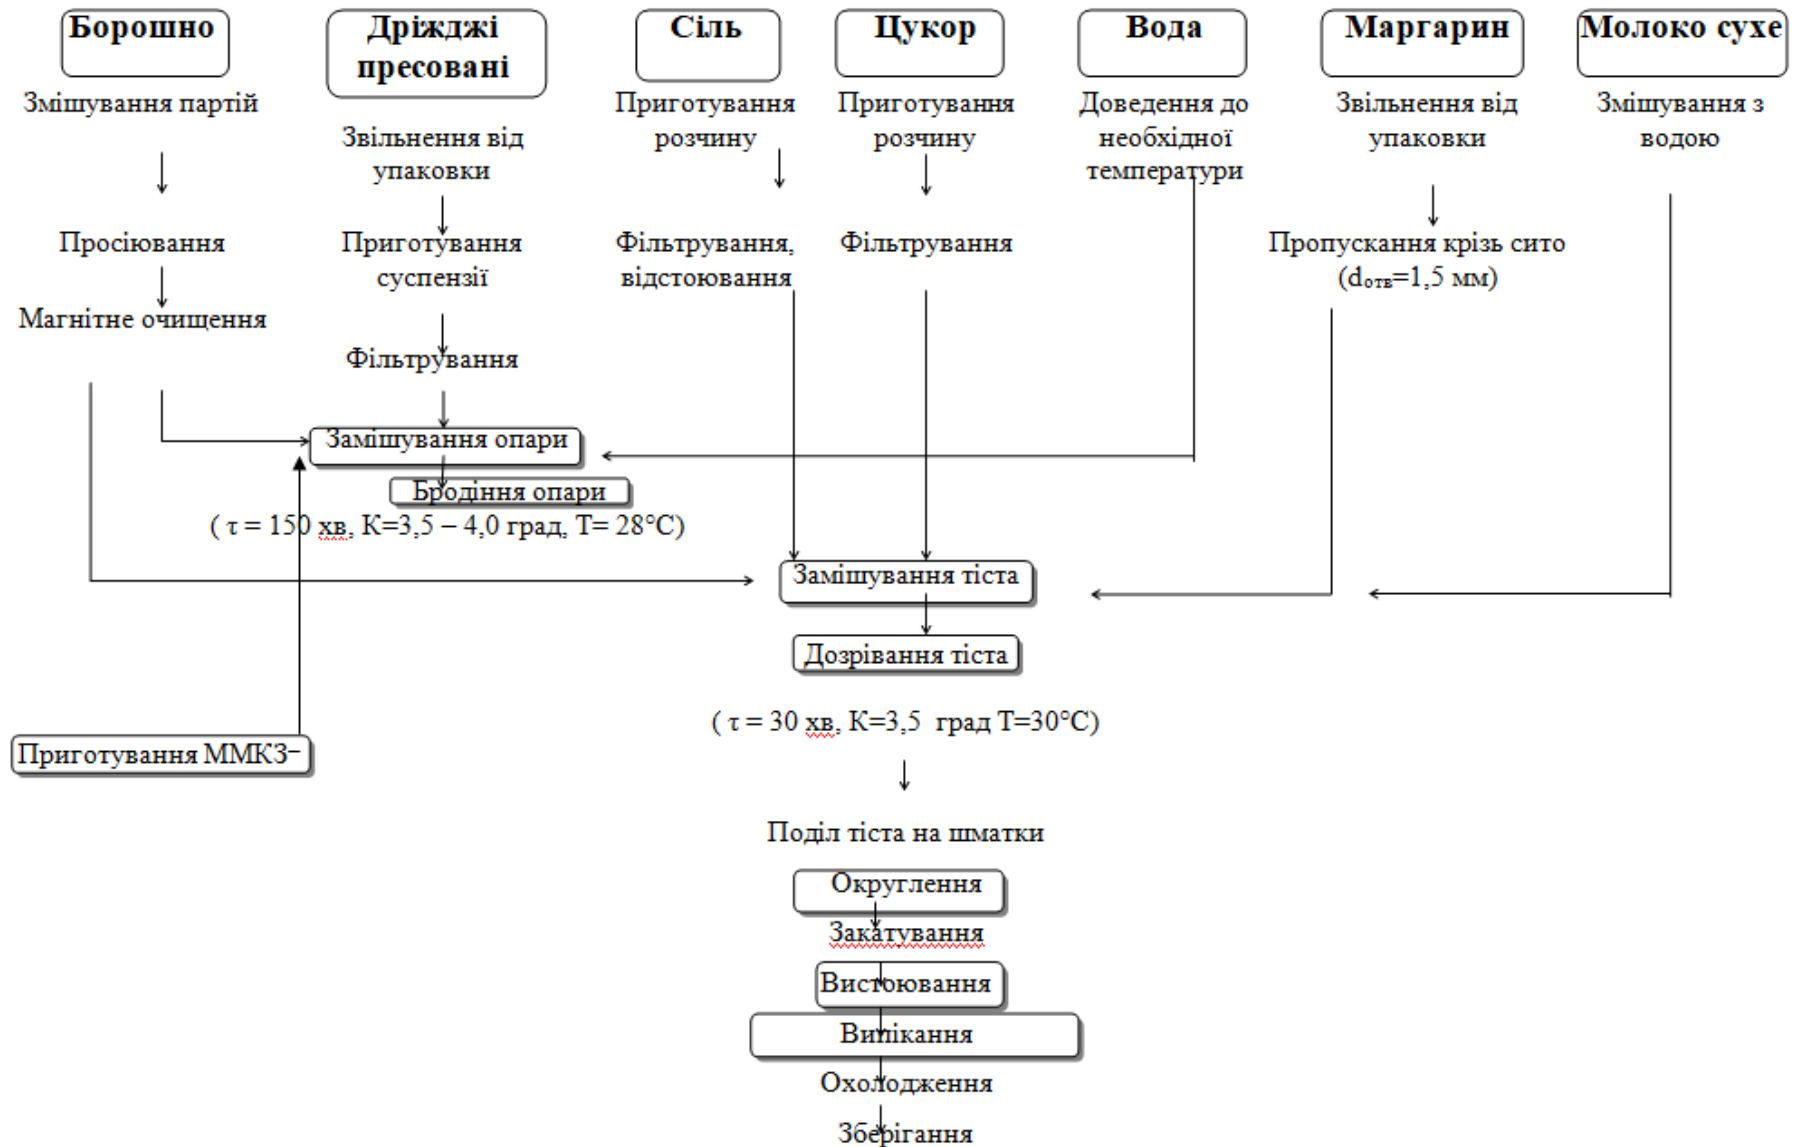 Борошно
Дріжджі
пресовані
Сіль
Цукор
Вода
Маргарин
Молоко сухе
Змішування партій
Звільнення від
упаковки
Приготування
розчину
Приготування
розчину
Доведення до
необхідної
температури
Звільнення від
упаковки
Змішування з
водою
Просіювання
Приготування
суспензії
Фільтрування,
відстоювання
Фільтрування
Пропускання крізь сито
(dотв=1,5 мм)
Магнітне очищення
Фільтрування
Замішування опари
Бродіння опари
( τ = 150 хв, К=3,5 – 4,0 град, Т= 28°С)
Замішування тіста
Дозрівання тіста
( τ = 30 хв, К=3,5 град Т=30°С)
Приготування ММКЗ–
Поділ тіста на шматки
Округлення
Закатування
Вистоювання
Випікання
Охолодження
Зберігання